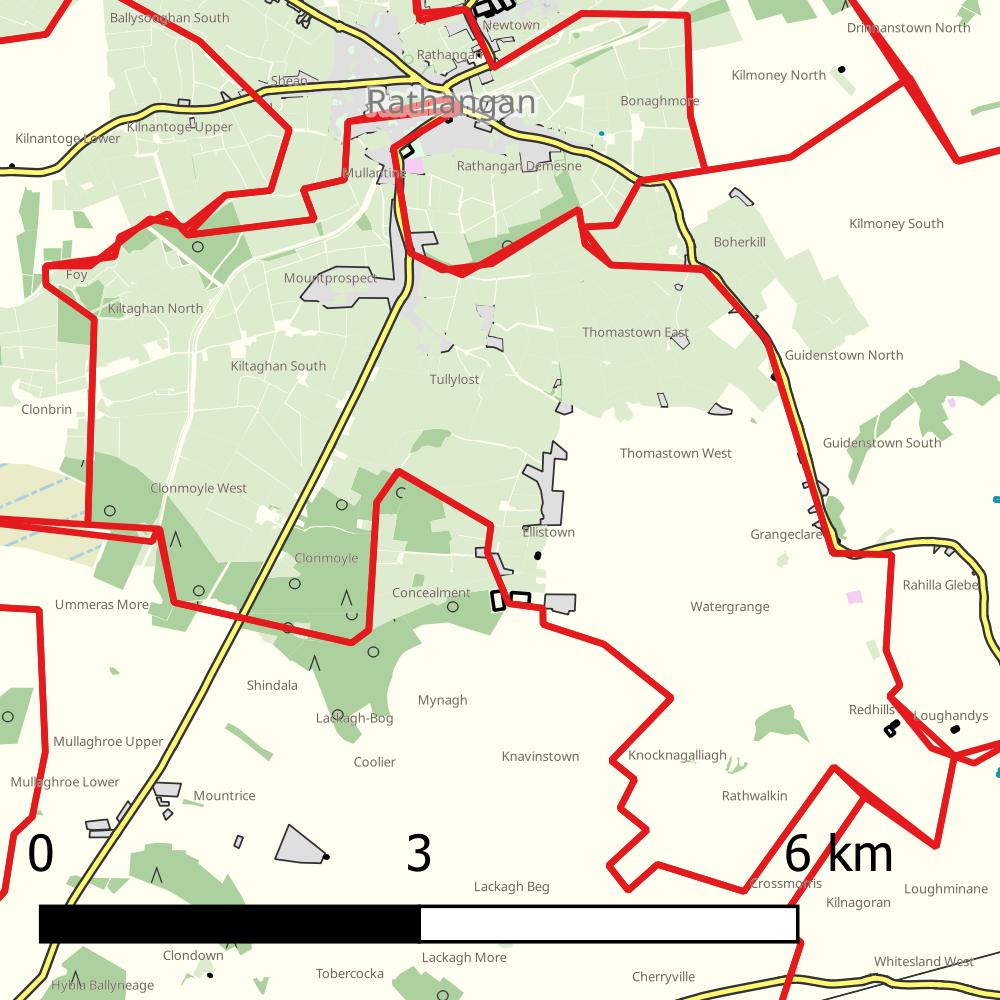 Ballysooghan South
Newtown
Drinnanstown North
Rathangan
Shean
Kilmoney North
Rathangan
Bonaghmore
Kilnantoge Lower
Kilnantoge Upper
Mullantine
Rathangan Demesne
Kilmoney South
Boherkill
Foy
Mountprospect
Kiltaghan North
Thomastown East
Guidenstown North
Kiltaghan South
Tullylost
Clonbrin
Guidenstown South
Thomastown West
Clonmoyle West
Ellistown
Grangeclare
Clonmoyle
Rahilla Glebe
Concealment
Ummeras More
Watergrange
Shindala
Mynagh
Lackagh-Bog
Redhills
Loughandys
Mullaghroe Upper
Coolier
Knavinstown
Knocknagalliagh
Mullaghroe Lower
Mountrice
Rathwalkin
0 3 6 km
Lackagh Beg
Crossmorris
Loughminane
Kilnagoran
Clondown
Lackagh More
Whitesland West
Tobercocka
Cherryville
Hybla Ballyneage